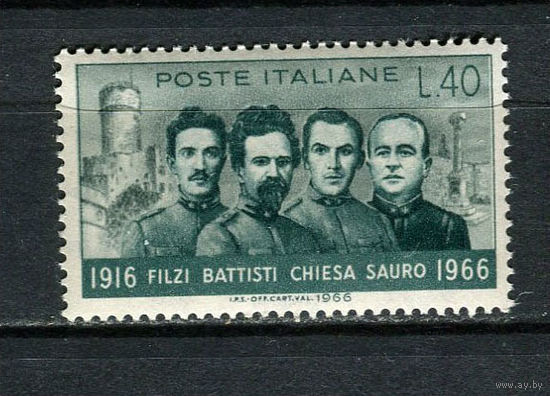 POSTE ITALIANE L.40
1916 FILZI BATTISTI CHIESA SAURO 1966
I.P.S.-OFF.CART.VAL.-1966
www.ay.by